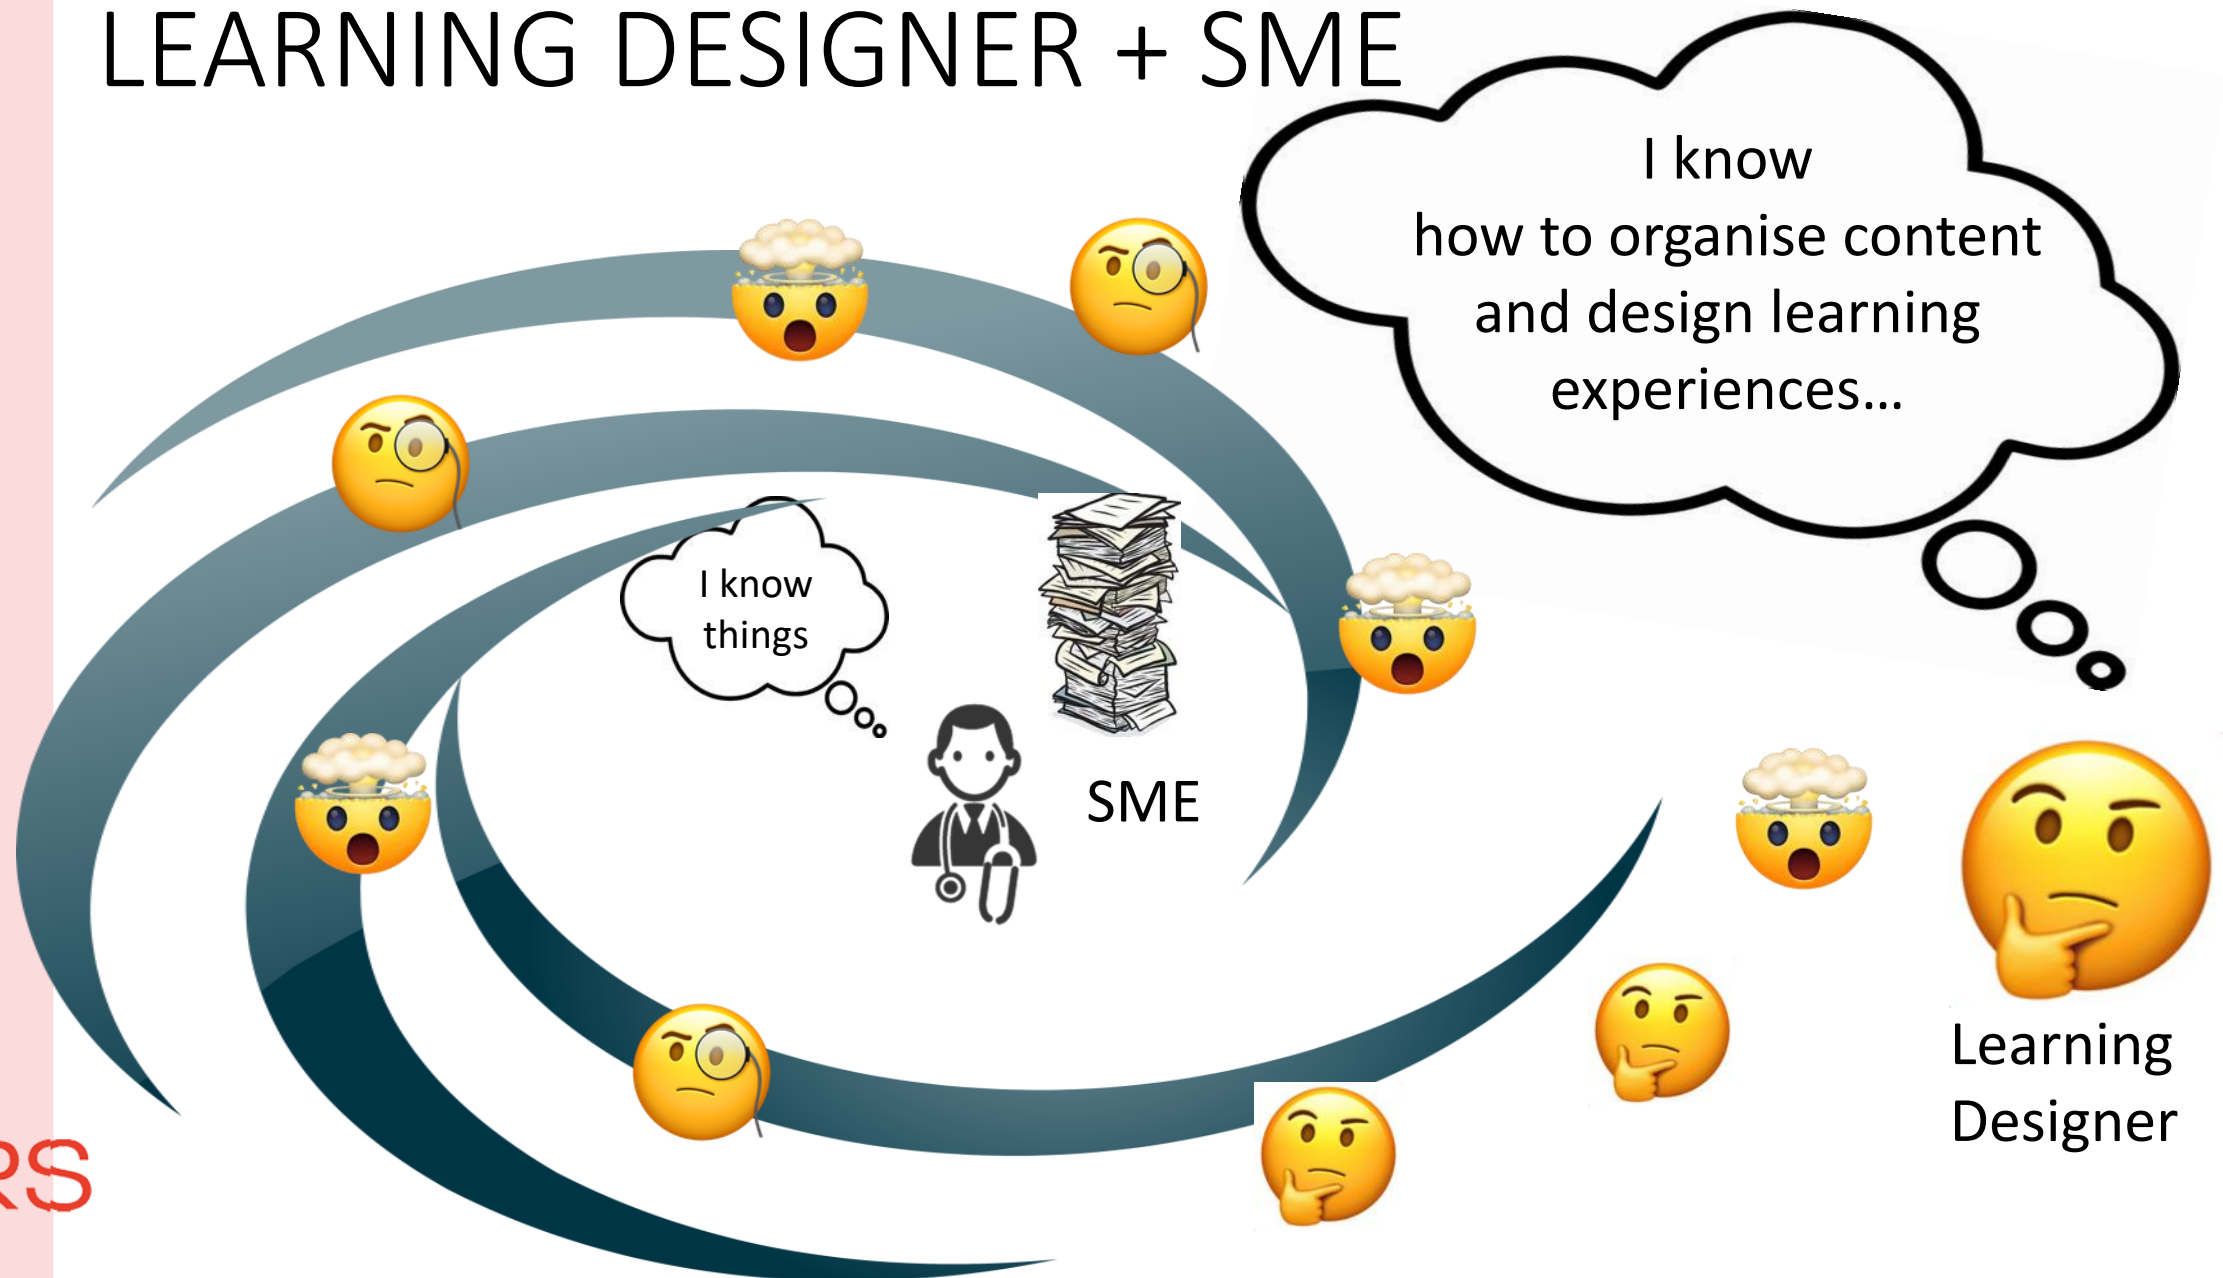 LEARNING DESIGNER + SME
I know
how to organise content
and design learning
experiences…
I know
things
SME
Learning
Designer
RS